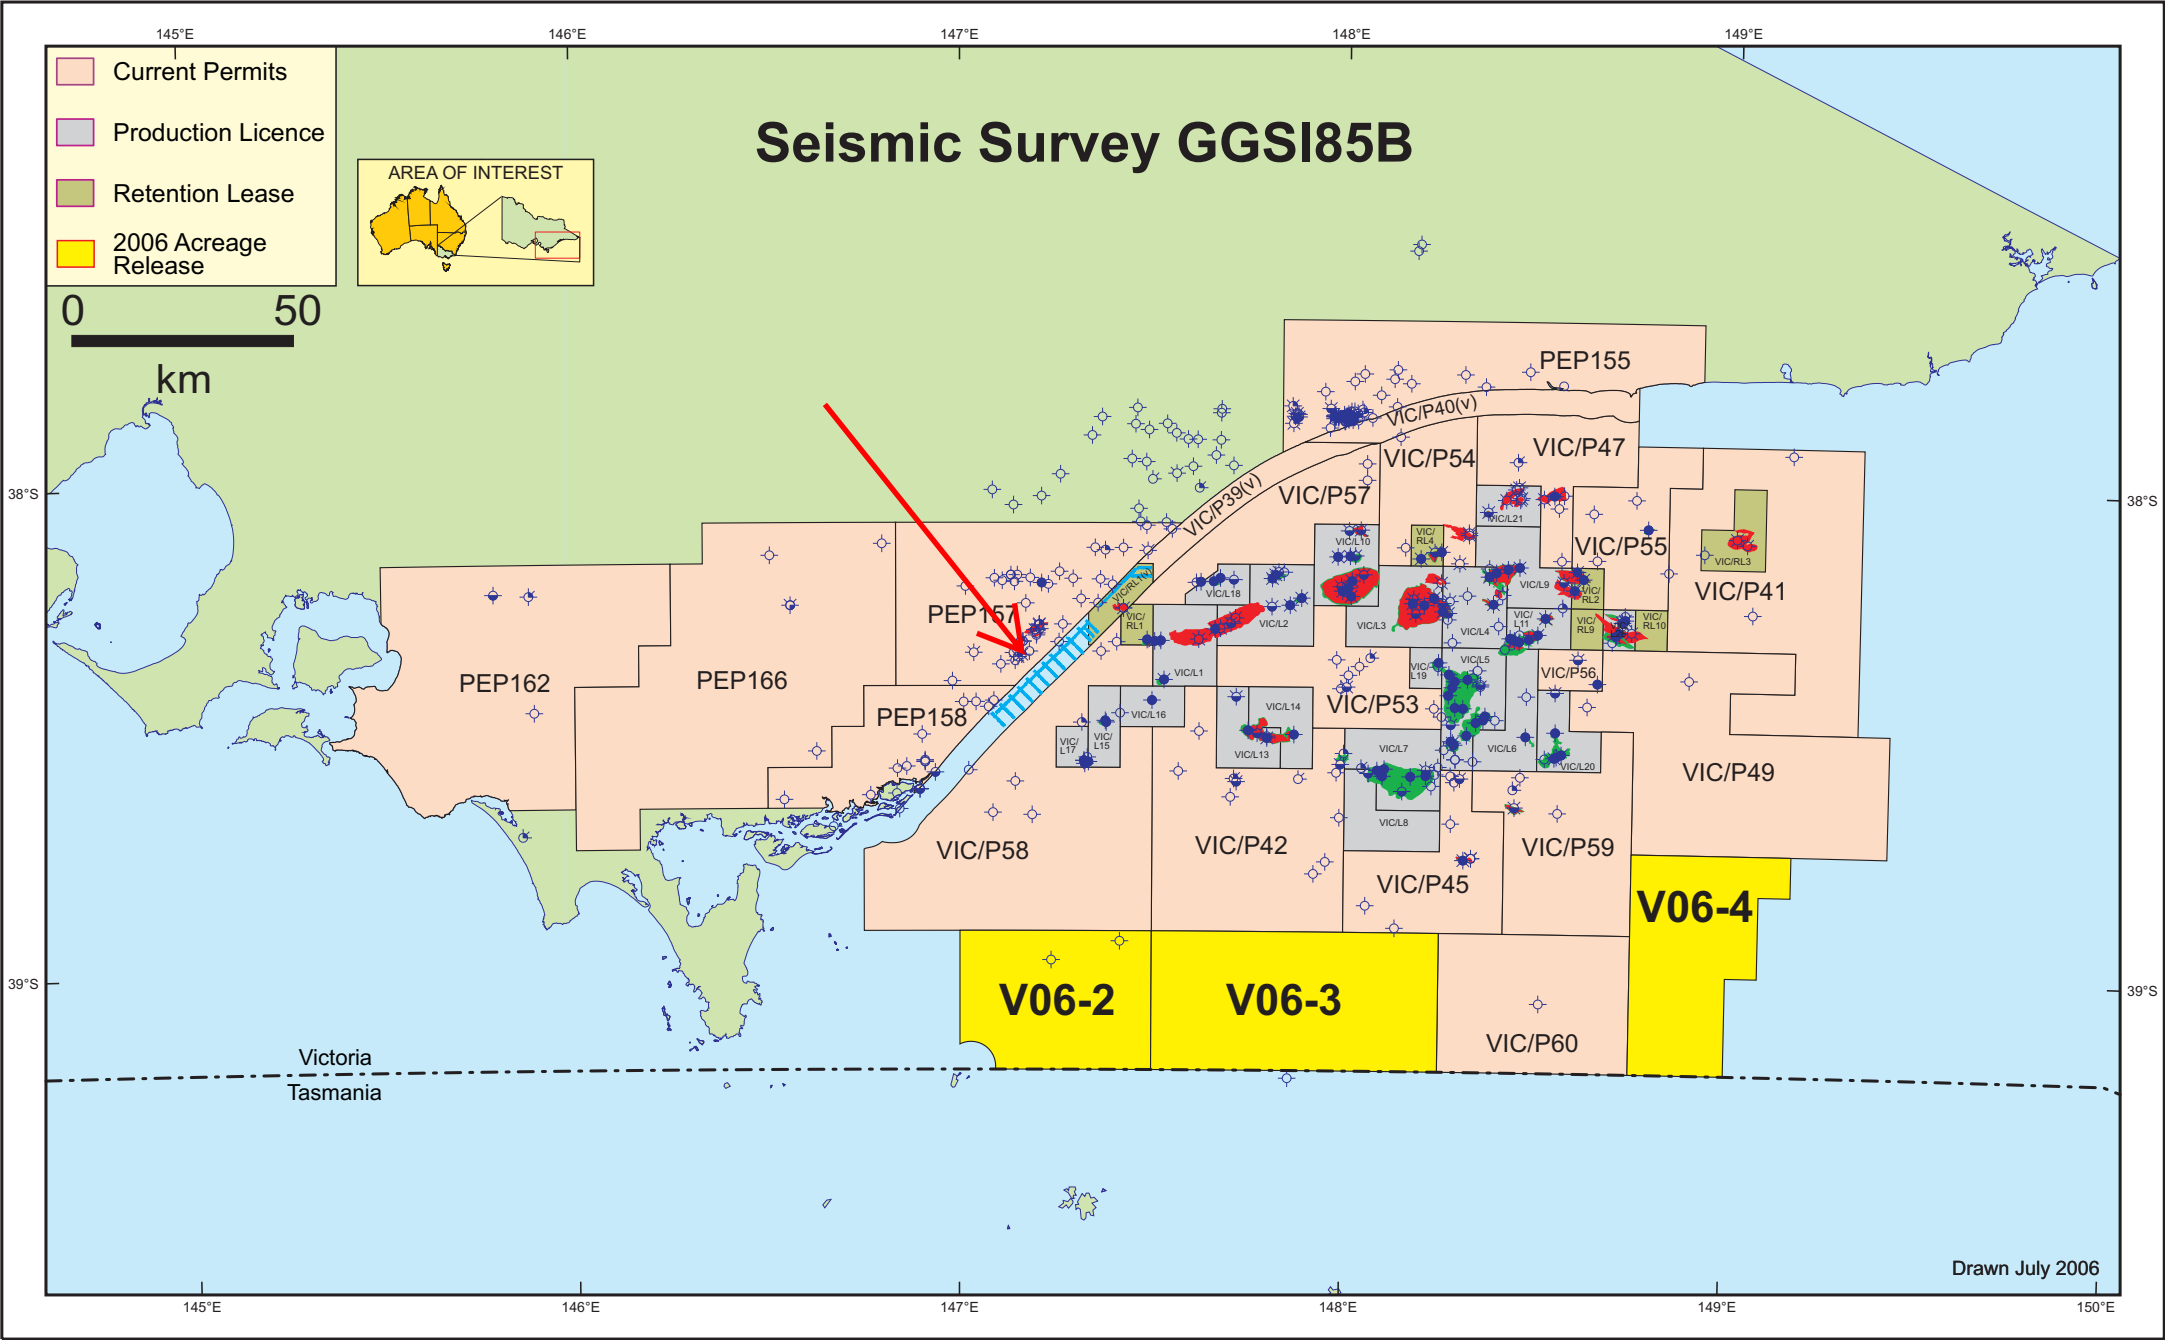 145°E
146°E
147°E
148°E
149°E
Current Permits
Production Licence
Retention Lease
2006 Acreage
Release
Seismic Survey GGSI85B
AREA OF INTEREST
0 50
km
38°S
38°S
39°S
39°S
PEP155
VIC/P40(v)
VIC/P39(v)
VIC/P54
VIC/P47
VIC/P57
VIC/L21
VIC/L10
VIC/
RL4
VIC/P55
VIC/RL3
VIC/P41
VIC/RL1(v)
VIC/L18
VIC/L9
VIC/
RL2
PEP157
VIC/
RL1
VIC/L2
VIC/L3
VIC/L4
VIC/
L11
VIC/
RL9
VIC/
RL10
PEP162
PEP166
VIC/L1
VIC/
L19
VIC/L5
VIC/P56
PEP158
VIC/L16
VIC/L14
VIC/P53
VIC/
L17
VIC/
L15
VIC/L13
VIC/L7
VIC/L6
VIC/L20
VIC/P49
VIC/L8
VIC/P58
VIC/P42
VIC/P59
VIC/P45
V06-4
V06-2
V06-3
VIC/P60
Victoria
Tasmania
Drawn July 2006
145°E
146°E
147°E
148°E
149°E
150°E